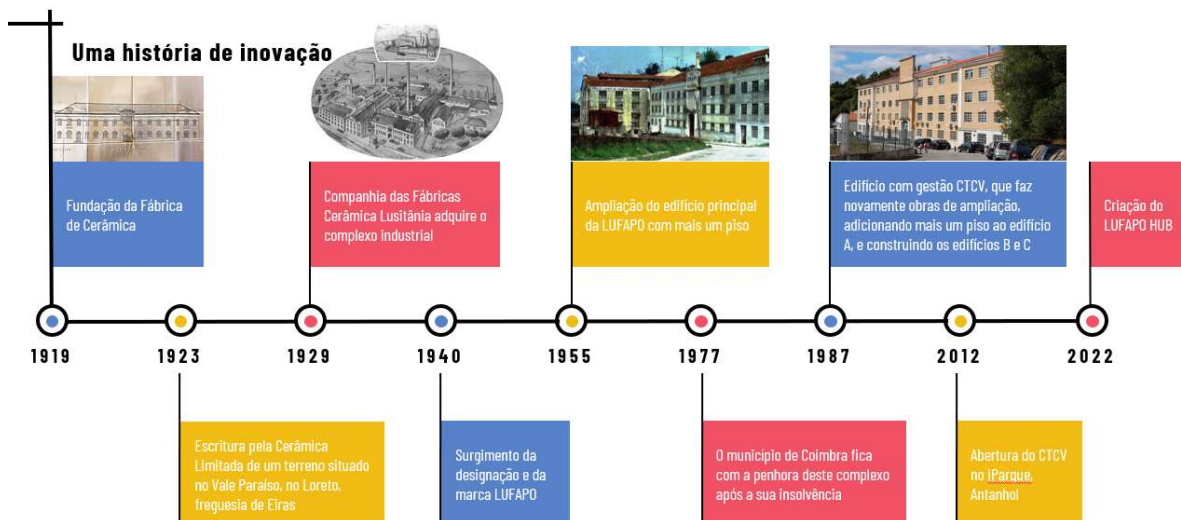 Uma história de inovação
Fundação da Fábrica
de Cerâmica
Companhia das Fábricas
Cerâmica Lusitânia adquire o
complexo industrial
Ampliação do edifício principal
da LUFAPO com mais um piso
Edifício com gestão CTCV, que faz
novamente obras de ampliação,
adicionando mais um piso ao edifício
A, e construindo os edifícios B e C
Criação do
LUFAPO HUB
1919
1923
1929
1940
1955
1977
1987
2012
2022
Escritura pela Cerâmica
Limitada de um terreno situado
no Vale Paraíso, no Loreto,
freguesia de Eiras
Surgimento da
designação e da
marca LUFAPO
O município de Coimbra fica
com a penhora deste complexo
após a sua insolvência
Abertura do CTCV
no iParque,
Antanhol